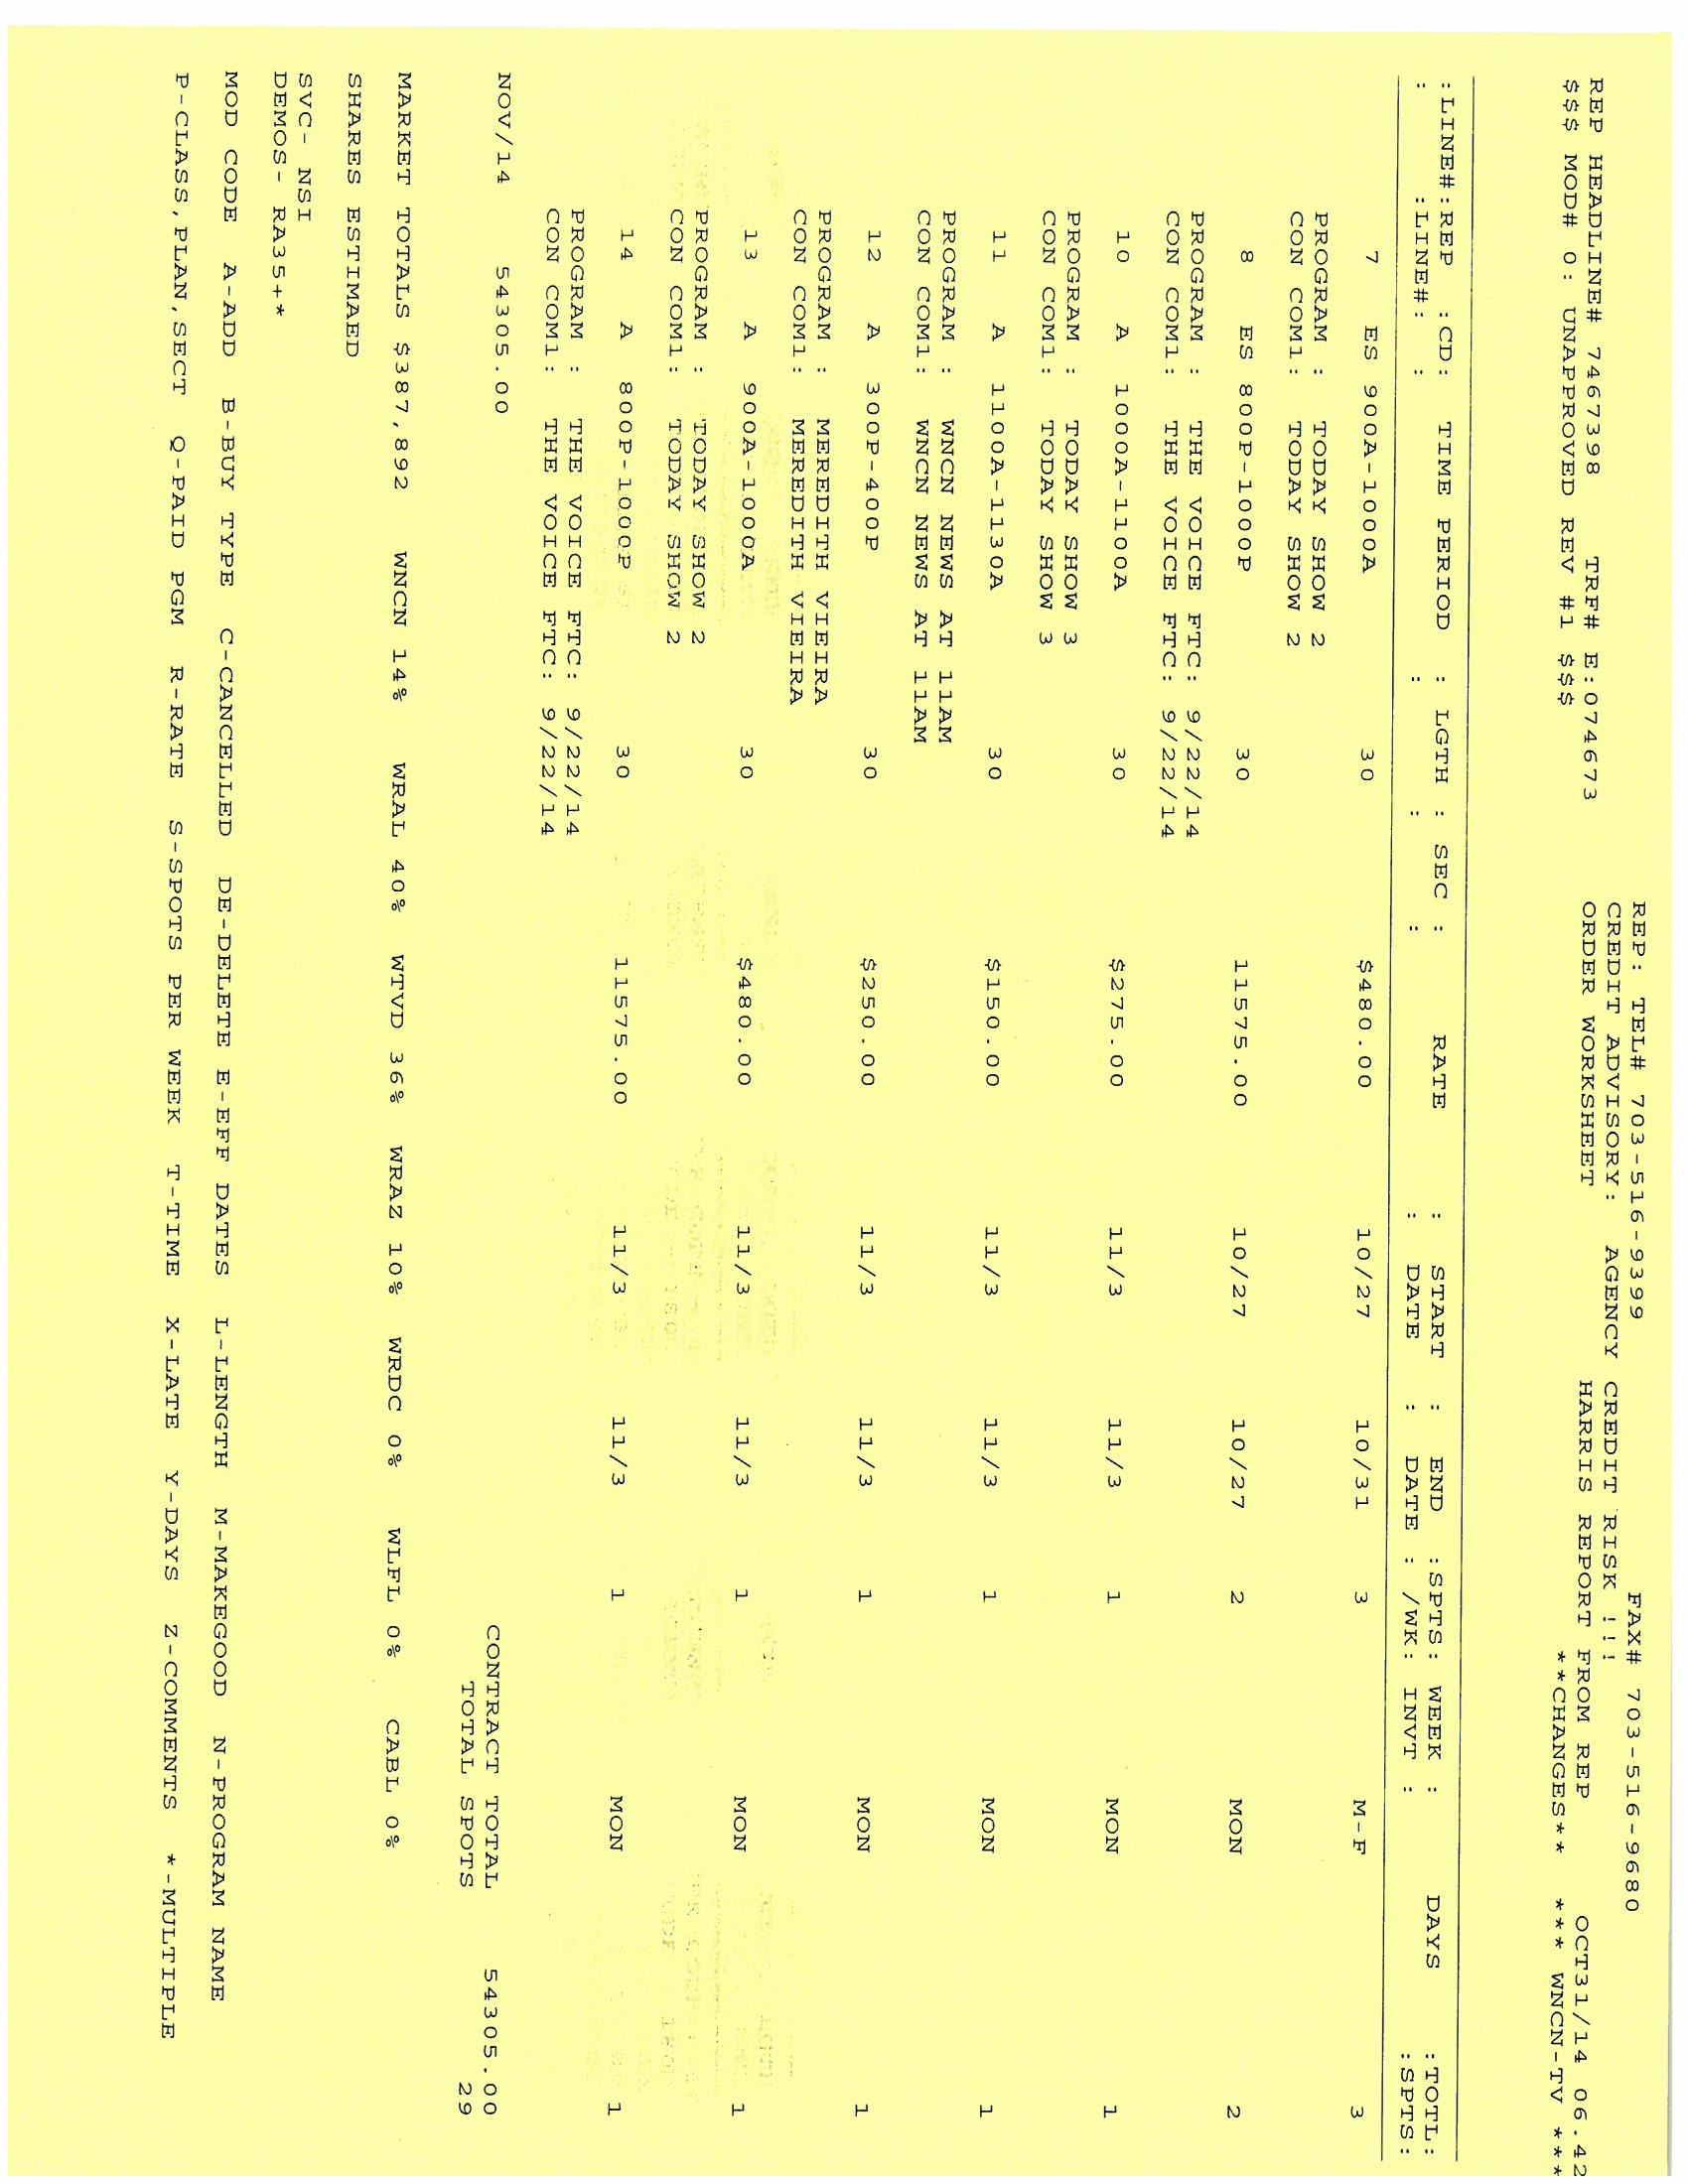 REP: TEL# 703-516-9399 FAX# 703-516-9680
CREDIT ADVISORY: AGENCY CREDIT RISK !!!
REP HEADLINE# 7467398 TRF# E:074673 ORDER WORKSHEET HARRIS REPORT FROM REP OCT31/14 06.42
$$$ MOD# 0: UNAPPROVED REV #1 $$$ **CHANGES** *** WNCN-TV ***
:LINE#:REP :CD: TIME PERIOD : LGTH : SEC : RATE : START : END :SPTS: WEEK : DAYS :TOTL:
: :LINE#: : : : : : DATE : DATE : /WK: INVT : :SPTS:
7 ES 900A-1000A 30 $480.00 10/27 10/31 3 M-F 3
PROGRAM : TODAY SHOW 2
CON COM1: TODAY SHOW 2
8 ES 800P-1000P 30 11575.00 10/27 10/27 2 MON 2
PROGRAM : THE VOICE FTC: 9/22/14
CON COM1: THE VOICE FTC: 9/22/14
10 A 1000A-1100A 30 $275.00 11/3 11/3 1 MON 1
PROGRAM : TODAY SHOW 3
CON COM1: TODAY SHOW 3
11 A 1100A-1130A 30 $150.00 11/3 11/3 1 MON 1
PROGRAM : WNCN NEWS AT 11AM
CON COM1: WNCN NEWS AT 11AM
12 A 300P-400P 30 $250.00 11/3 11/3 1 MON 1
PROGRAM : MEREDITH VIEIRA
CON COM1: MEREDITH VIEIRA
13 A 900A-1000A 30 $480.00 11/3 11/3 1 MON 1
PROGRAM : TODAY SHOW 2
CON COM1: TODAY SHOW 2
14 A 800P-1000P 30 11575.00 11/3 11/3 1 MON 1
PROGRAM : THE VOICE FTC: 9/22/14
CON COM1: THE VOICE FTC: 9/22/14
NOV/14 54305.00 CONTRACT TOTAL 54305.00
TOTAL SPOTS 29
MARKET TOTALS $387,892 WNCN 14% WRAL 40% WTVD 36% WRAZ 10% WRDC 0% WLFL 0% CABL 0%
SHARES ESTIMAED
SVC- NSI
DEMOS- RA35+*
MOD CODE A-ADD B-BUY TYPE C-CANCELLED DE-DELETE E-EFF DATES L-LENGTH M-MAKEGOOD N-PROGRAM NAME
P-CLASS,PLAN,SECT Q-PAID PGM R-RATE S-SPOTS PER WEEK T-TIME X-LATE Y-DAYS Z-COMMENTS *-MULTIPLE